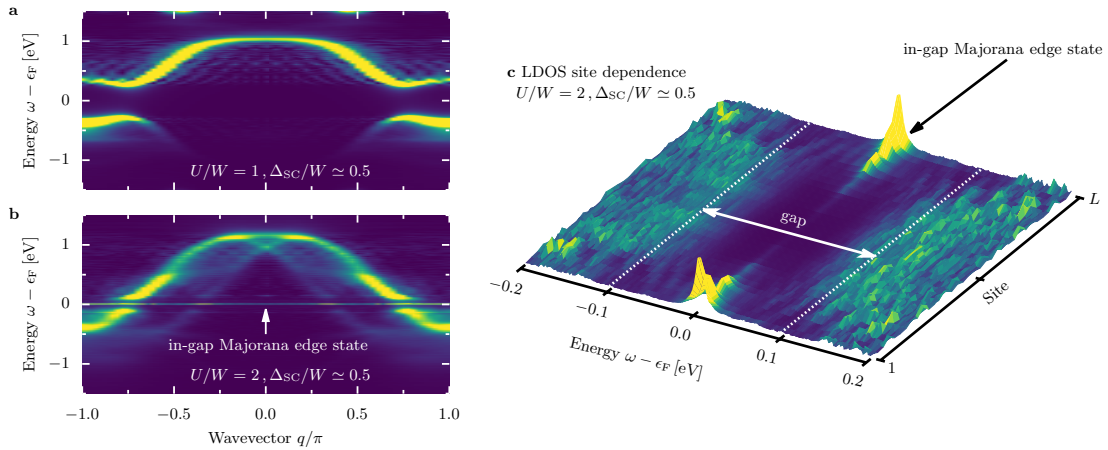 a
Energy ω − ϵF [eV]
1
0
−1
U/W = 1 , ΔSC/W ≃ 0.5
b
Energy ω − ϵF [eV]
1
0
−1
in-gap Majorana edge state
U/W = 2 , ΔSC/W ≃ 0.5
−1.0
−0.5
0.0
0.5
1.0
Wavevector q/π
c LDOS site dependence
U/W = 2 , ΔSC/W ≃ 0.5
in-gap Majorana edge state
gap
−0.2
−0.1
0.0
0.1
0.2
Energy ω − ϵF [eV]
1
Site
L